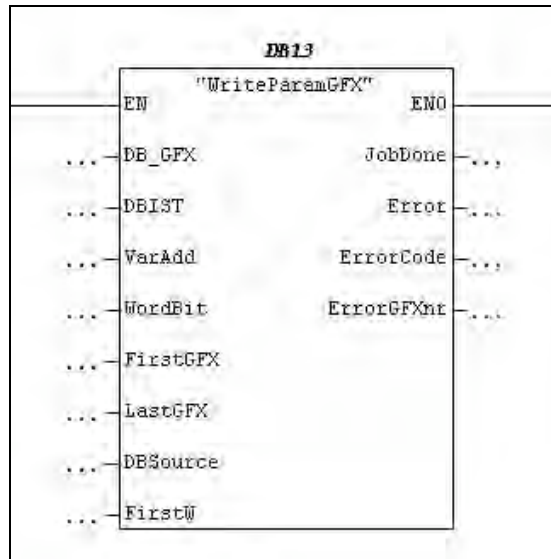 DB13
"WriteParamGFX"
EN ENO
... DB_GFX JobDone ...
... DBIST Error ...
... VarAdd ErrorCode ...
... WordBit ErrorGFXnr ...
... FirstGFX
... LastGFX
... DBSource
... FirstW